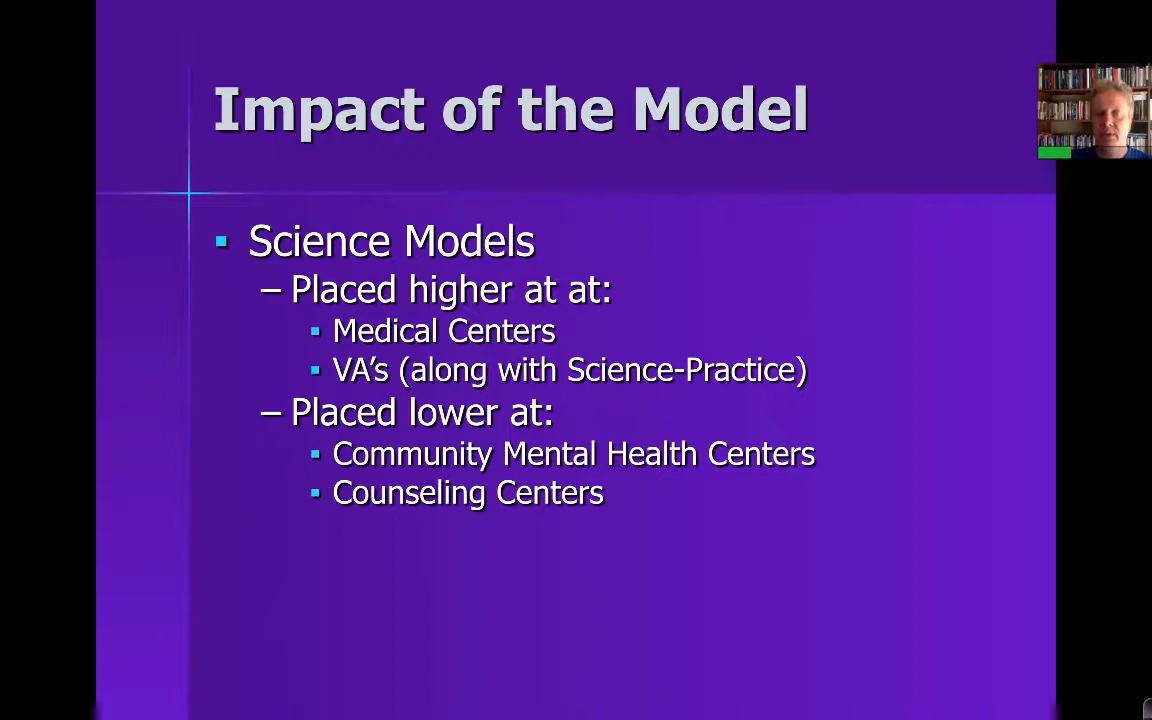 Impact of the Model
Science Models
– Placed higher at at:
Medical Centers
VA’s (along with Science-Practice)
– Placed lower at:
Community Mental Health Centers
Counseling Centers